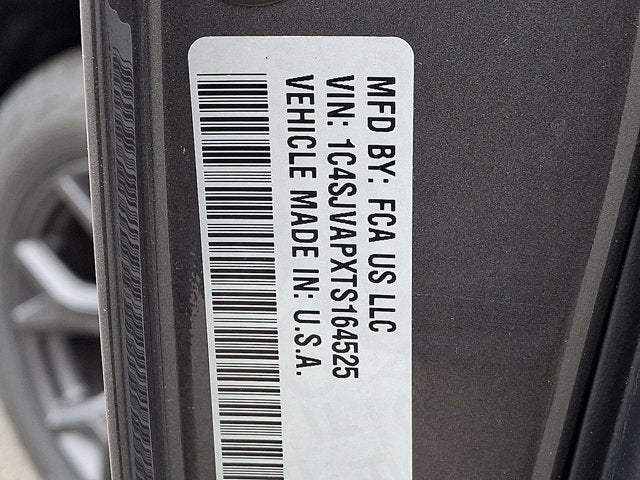 MFD BY: FCA US LLC
VIN: 1C4SJVAPXTS164525
VEHICLE MADE IN: U.S.A.